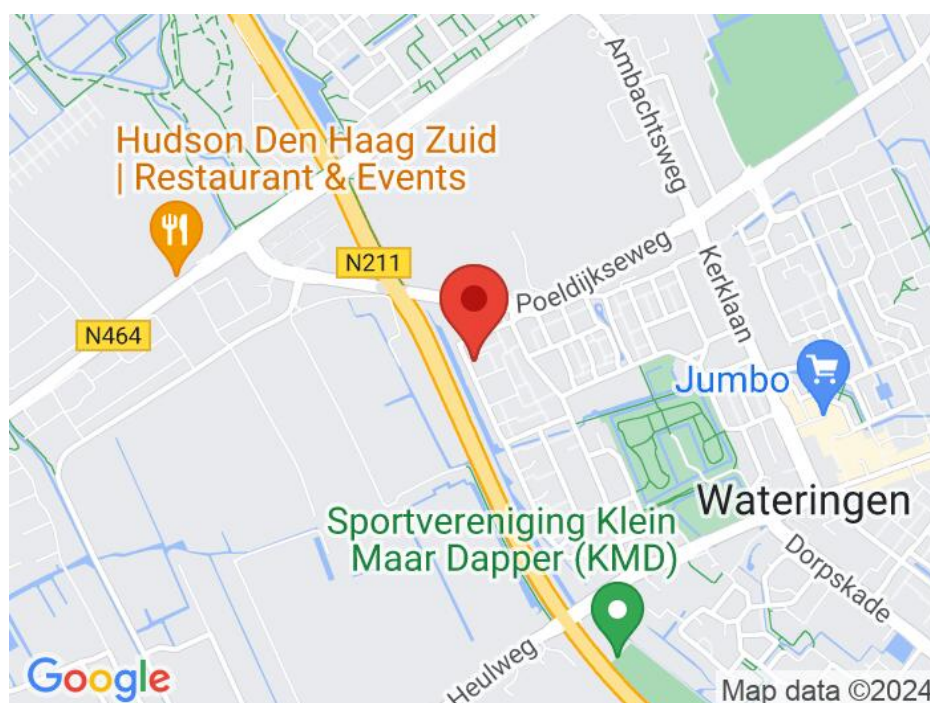 Ambachtsweg
Hudson Den Haag Zuid
| Restaurant & Events
N211
Poeldijkseweg
Kerklaan
N464
Jumbo
Wateringen
Sportvereniging Klein
Maar Dapper (KMD)
Dorpskade
Heulweg
Google
Map data ©2024